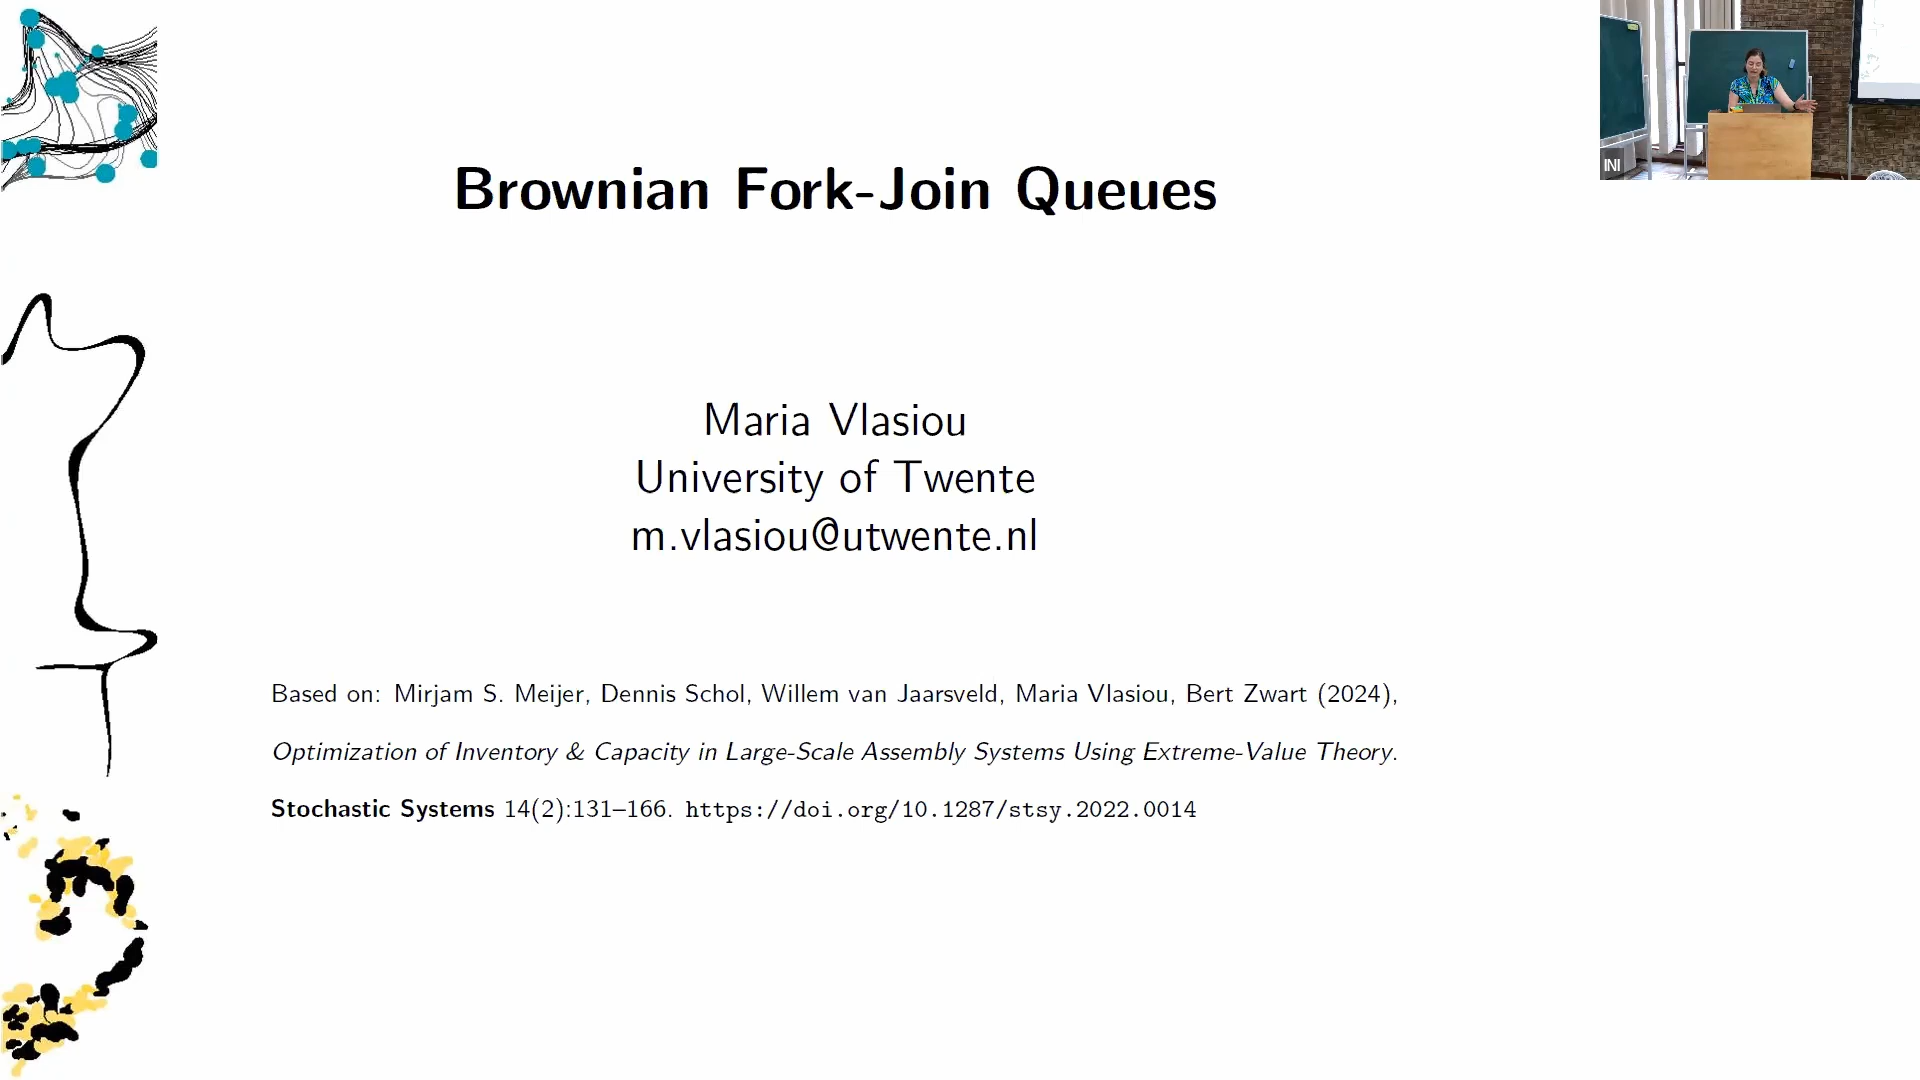 Brownian Fork-Join Queues
INI
Maria Vlasiou
University of Twente
m.vlasiou@utwente.nl
Based on: Mirjam S. Meijer, Dennis Schol, Willem van Jaarsveld, Maria Vlasiou, Bert Zwart (2024),
Optimization of Inventory & Capacity in Large-Scale Assembly Systems Using Extreme-Value Theory.
Stochastic Systems 14(2):131–166. https://doi.org/10.1287/stsy.2022.0014